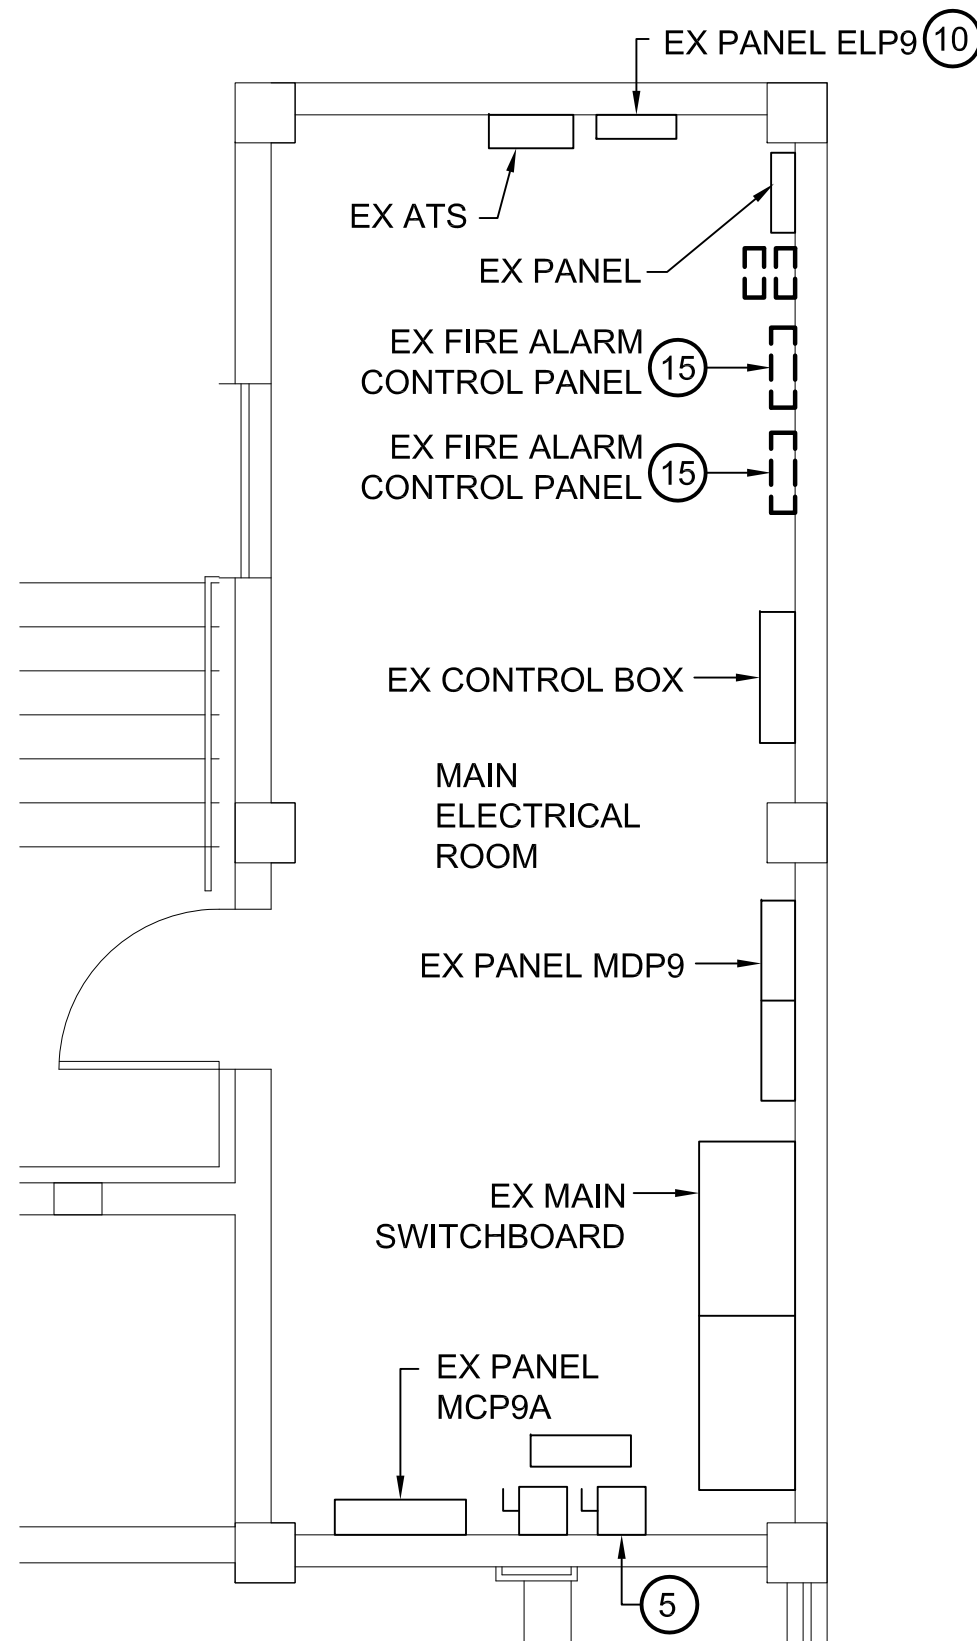 EX PANEL ELP9 10
EX ATS
EX PANEL
EX FIRE ALARM
CONTROL PANEL 15
EX FIRE ALARM
CONTROL PANEL 15
EX CONTROL BOX
MAIN
ELECTRICAL
ROOM
EX PANEL MDP9
EX MAIN
SWITCHBOARD
EX PANEL
MCP9A
5